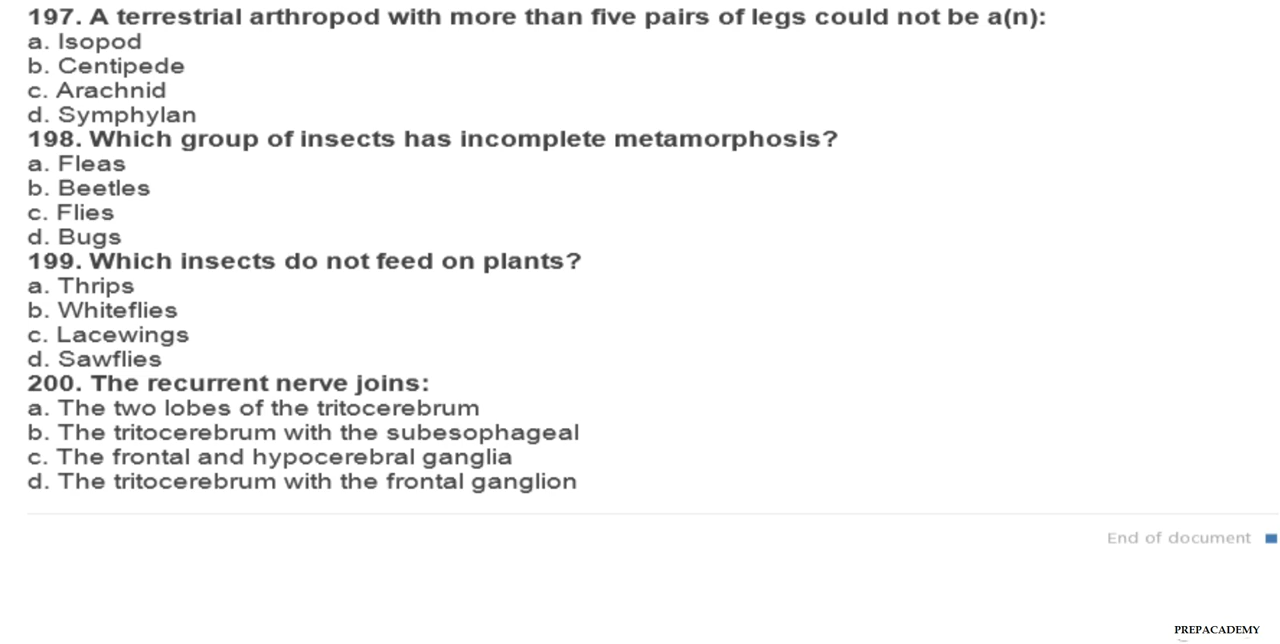 197. A terrestrial arthropod with more than five pairs of legs could not be a(n):
a. Isopod
b. Centipede
c. Arachnid
d. Symphylan
198. Which group of insects has incomplete metamorphosis?
a. Fleas
b. Beetles
c. Flies
d. Bugs
199. Which insects do not feed on plants?
a. Thrips
b. Whiteflies
c. Lacewings
d. Sawflies
200. The recurrent nerve joins:
a. The two lobes of the tritocerebrum
b. The tritocerebrum with the subesophageal
c. The frontal and hypocerebral ganglia
d. The tritocerebrum with the frontal ganglion
End of document
PREPACADEMY